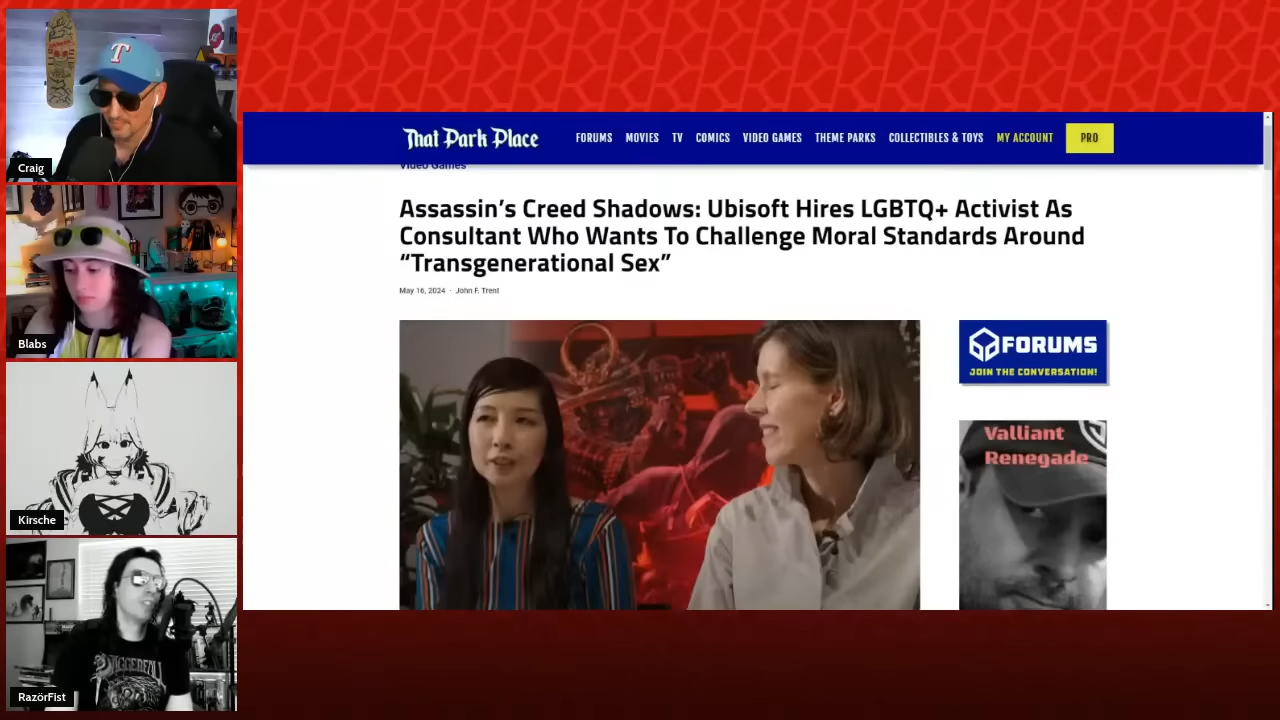 Craig
Blabs
Kirsche
RazörFist
T
DAGGERFALL
That Park Place
FORUMS MOVIES TV COMICS VIDEO GAMES THEME PARKS COLLECTIBLES & TOYS MY ACCOUNT PRO
Video Games
Assassin’s Creed Shadows: Ubisoft Hires LGBTQ+ Activist As
Consultant Who Wants To Challenge Moral Standards Around
“Transgenerational Sex”
May 16, 2024 · John F. Trent
FORUMS
JOIN THE CONVERSATION!
Valliant
Renegade